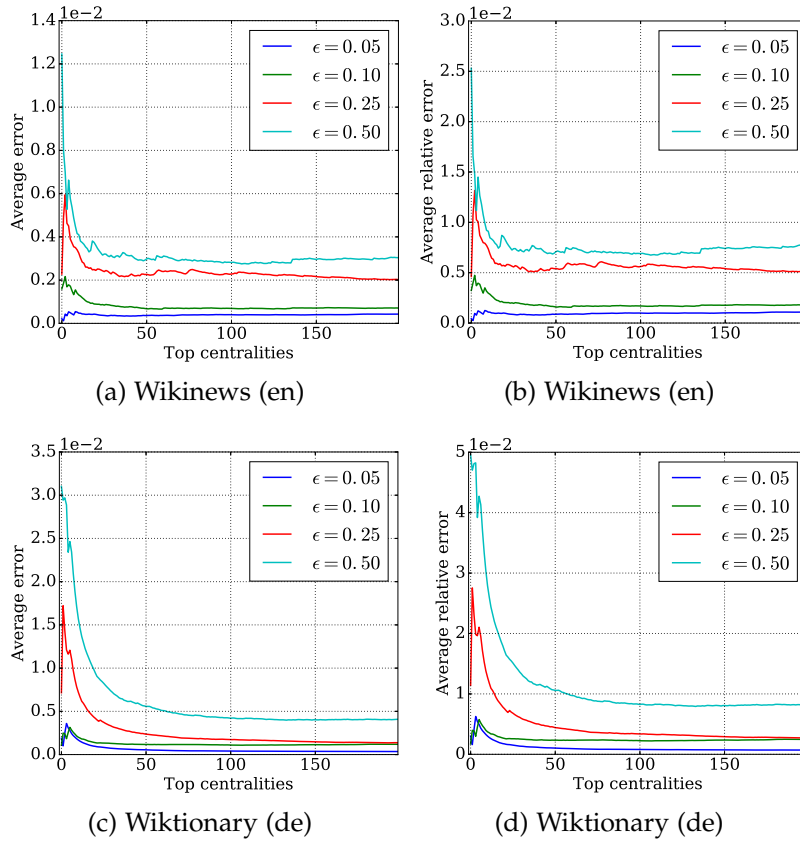 1e−2
1.4
1.2
1.0
0.8
0.6
0.4
0.2
0.0
50
100
150
Average error
Top centralities
ϵ = 0.05
ϵ = 0.10
ϵ = 0.25
ϵ = 0.50
(a) Wikinews (en)
1e−2
3.0
2.5
2.0
1.5
1.0
0.5
0.0
0
50
100
150
Average relative error
Top centralities
ϵ = 0.05
ϵ = 0.10
ϵ = 0.25
ϵ = 0.50
(b) Wikinews (en)
1e−2
3.5
3.0
2.5
2.0
1.5
1.0
0.5
0.0
0
50
100
150
Average error
Top centralities
ϵ = 0.05
ϵ = 0.10
ϵ = 0.25
ϵ = 0.50
(c) Wiktionary (de)
1e−2
5
4
3
2
1
0
0
50
100
150
Average relative error
Top centralities
ϵ = 0.05
ϵ = 0.10
ϵ = 0.25
ϵ = 0.50
(d) Wiktionary (de)